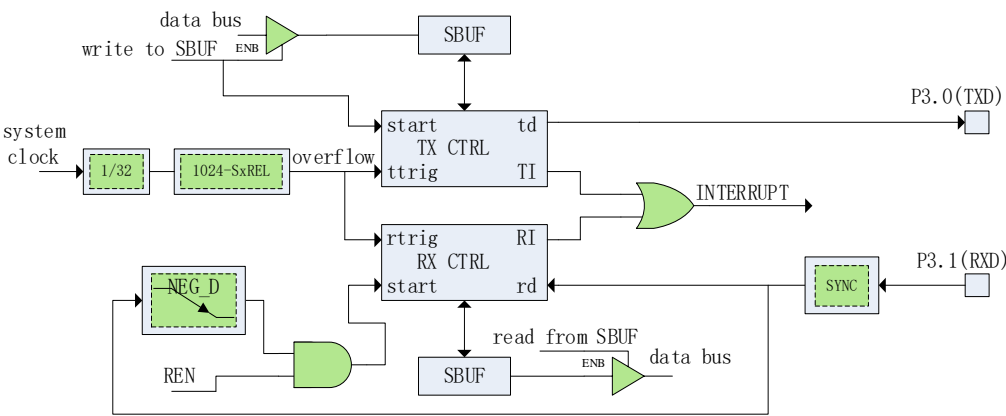 data bus
SBUF
write to SBUF
ENB
P3.0(TXD)
start
td
TX CTRL
system
clock
1/32
1024-SxREL
overflow
ttrig
TI
INTERRUPT
rtrig
RI
RX CTRL
P3.1(RXD)
NEG_D
start
rd
SYNC
read from SBUF
data bus
ENB
REN
SBUF